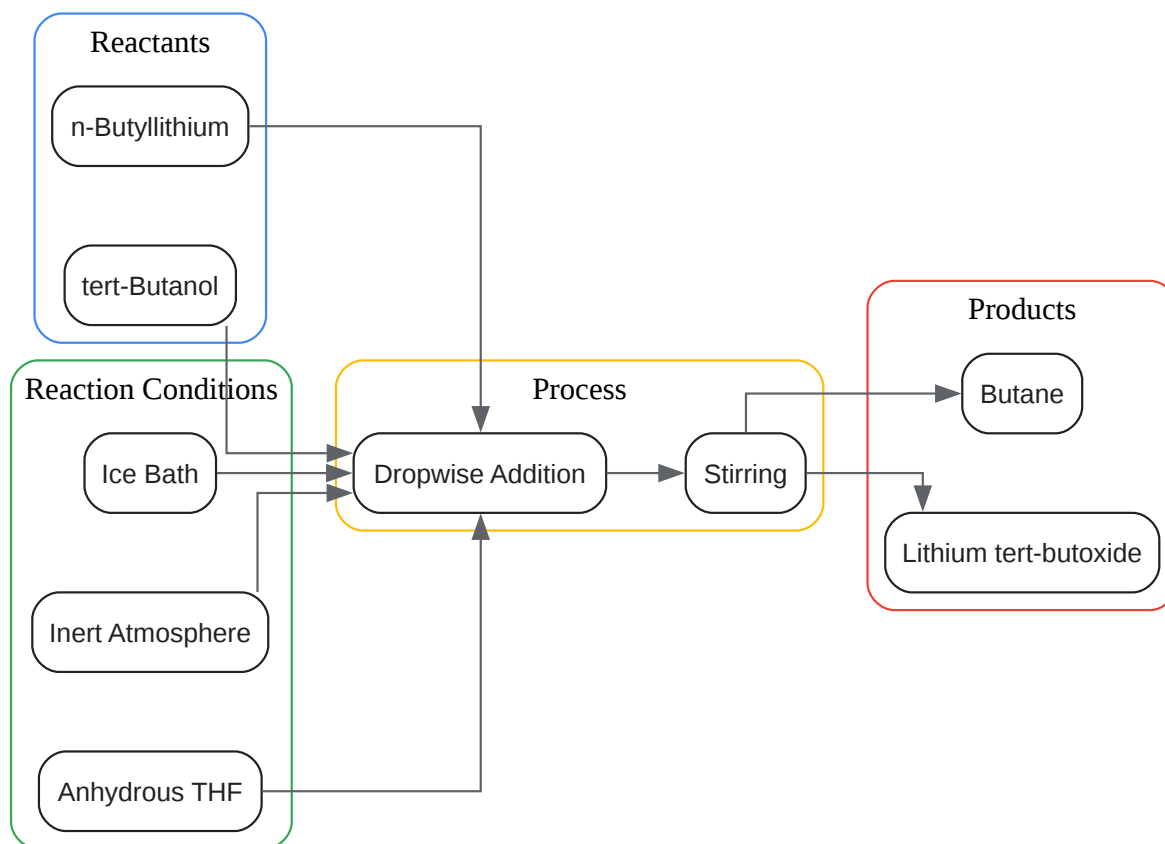 Reactants
n-Butyllithium
tert-Butanol
Reaction Conditions
Ice Bath
Inert Atmosphere
Anhydrous THF
Process
Dropwise Addition
Stirring
Products
Butane
Lithium tert-butoxide